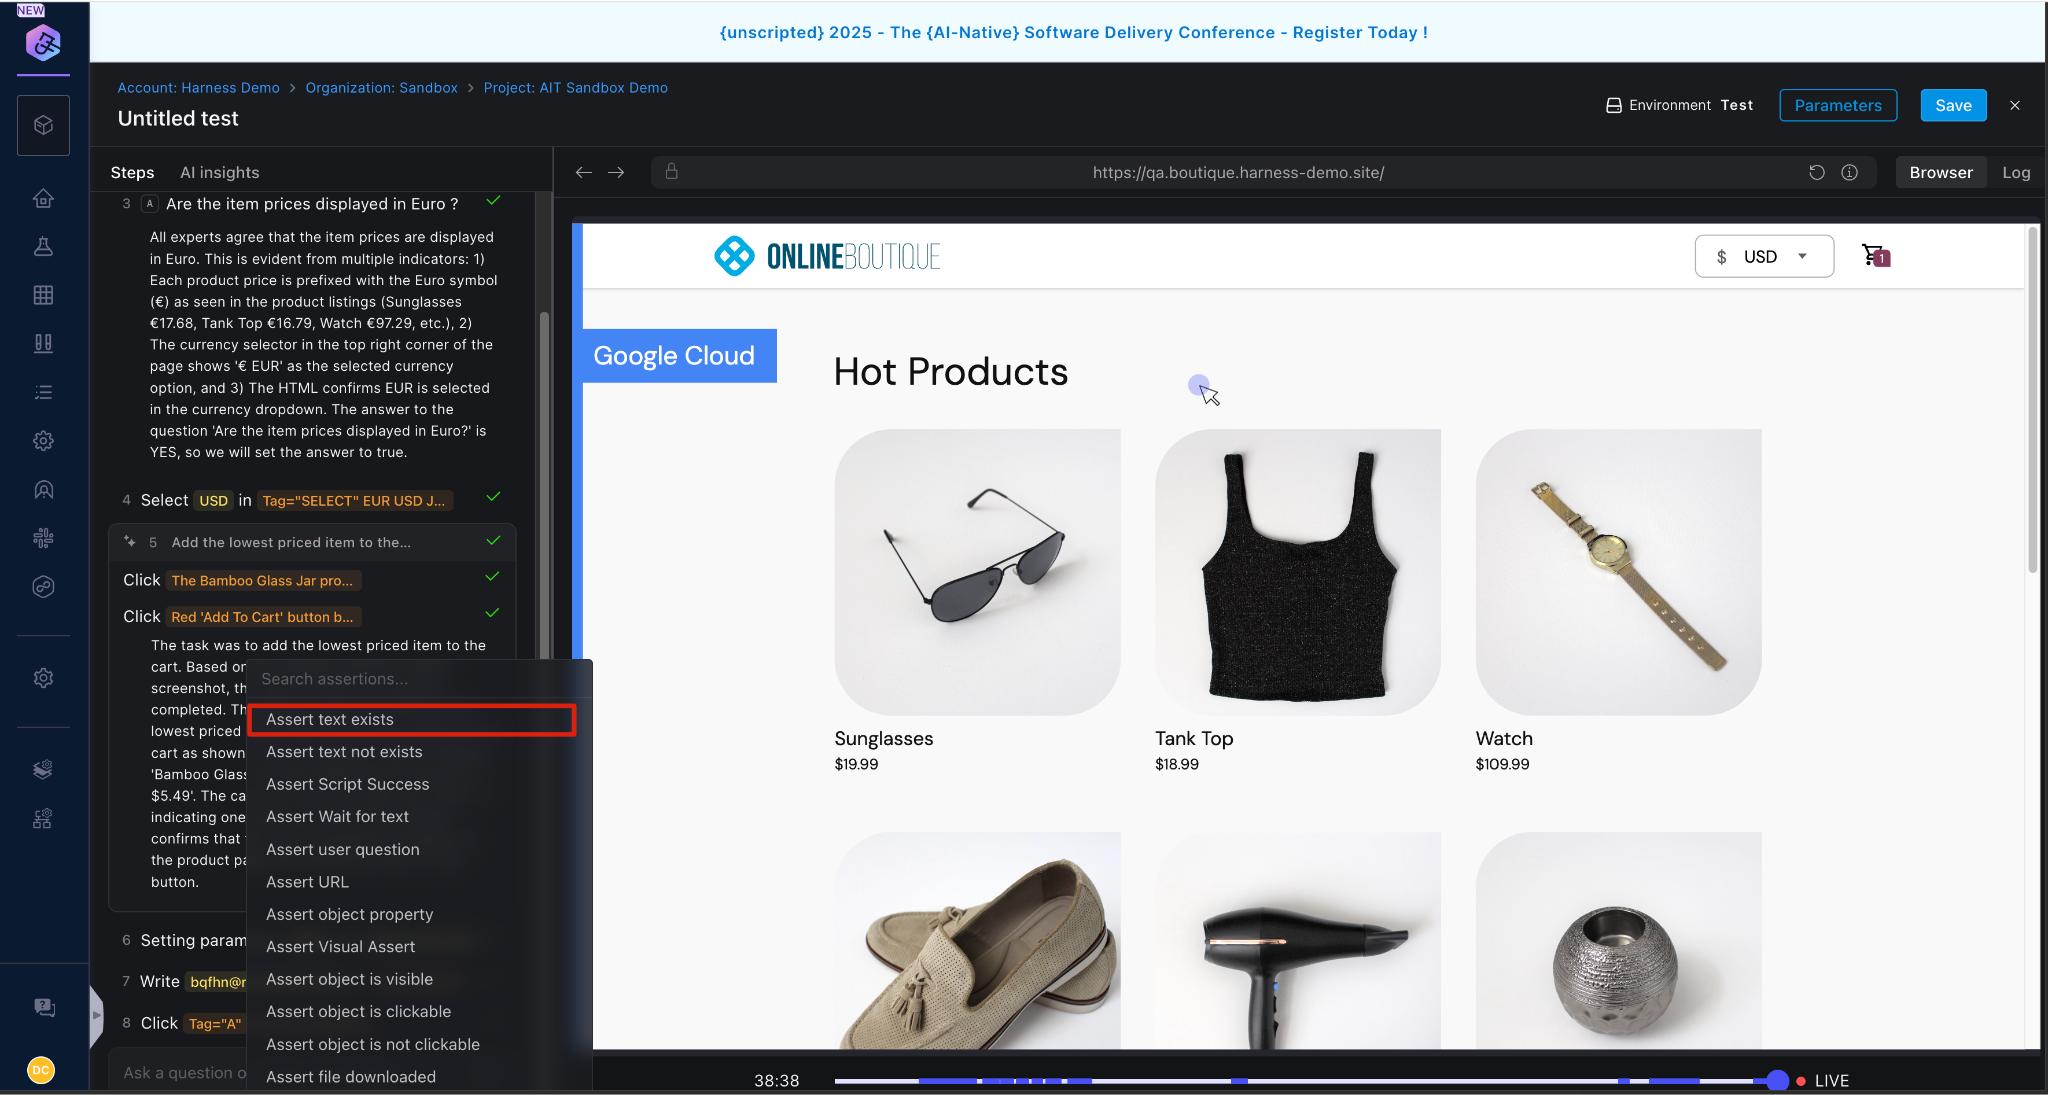 NEW
{unscripted} 2025 - The {AI-Native} Software Delivery Conference - Register Today !
Account: Harness Demo > Organization: Sandbox > Project: AIT Sandbox Demo
Untitled test
Environment Test
Parameters
Save
Steps
AI insights
https://qa.boutique.harness-demo.site/
Browser
Log
3 A Are the item prices displayed in Euro ?
All experts agree that the item prices are displayed
in Euro. This is evident from multiple indicators: 1)
Each product price is prefixed with the Euro symbol
(€) as seen in the product listings (Sunglasses
€17.68, Tank Top €16.79, Watch €97.29, etc.), 2)
The currency selector in the top right corner of the
page shows '€ EUR' as the selected currency
option, and 3) The HTML confirms EUR is selected
in the currency dropdown. The answer to the
question 'Are the item prices displayed in Euro?' is
YES, so we will set the answer to true.
4 Select USD in Tag="SELECT" EUR USD J...
5 Add the lowest priced item to the...
Click The Bamboo Glass Jar pro...
Click Red 'Add To Cart' button b...
The task was to add the lowest priced item to the
cart. Based
screenshot,
completed.
lowest priced
cart as shown
'Bamboo Glass
$5.49'. The
indicating one
confirms that
the product
button.
6 Setting
7 Write
8 Click Tag="A"
Ask a question
Search assertions...
Assert text exists
Assert text not exists
Assert Script Success
Assert Wait for text
Assert user question
Assert URL
Assert object property
Assert Visual Assert
Assert object is visible
Assert object is clickable
Assert object is not clickable
Assert file downloaded
DC
ONLINEBOUTIQUE
$ USD
1
Google Cloud
Hot Products
Sunglasses
$19.99
Tank Top
$18.99
Watch
$109.99
38:38
LIVE